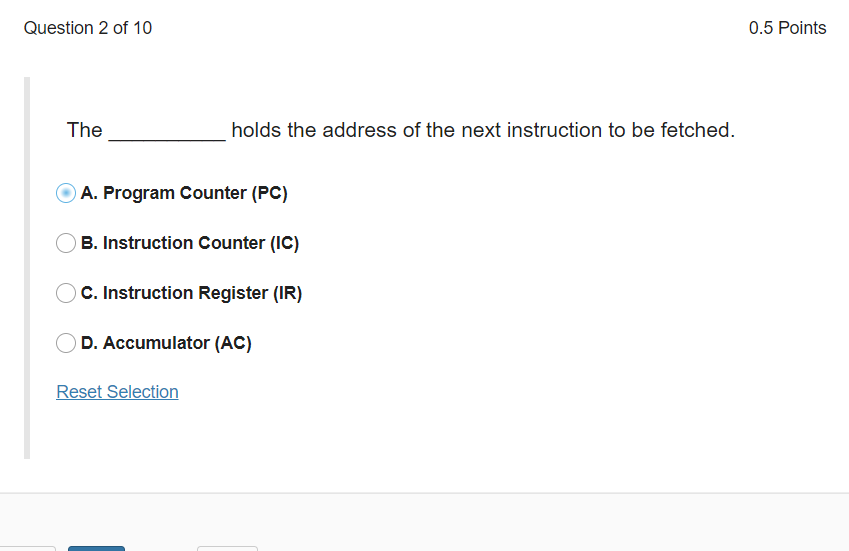 Question 2 of 10 0.5 Points
The __________ holds the address of the next instruction to be fetched.
A. Program Counter (PC)
B. Instruction Counter (IC)
C. Instruction Register (IR)
D. Accumulator (AC)
Reset Selection